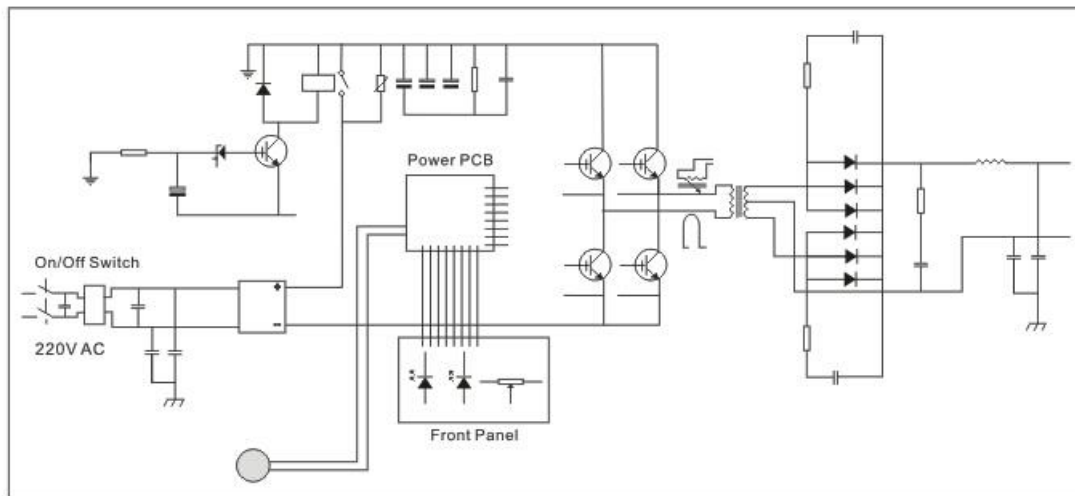 Power PCB
On/Off Switch
+
-
220V AC
Front Panel